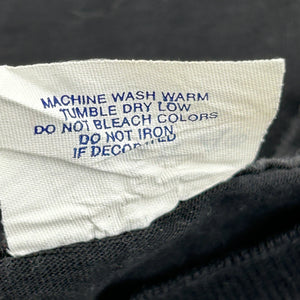 MACHINE WASH WARM
TUMBLE DRY LOW
DO NOT BLEACH COLORS
DO NOT IRON
IF DECORATED